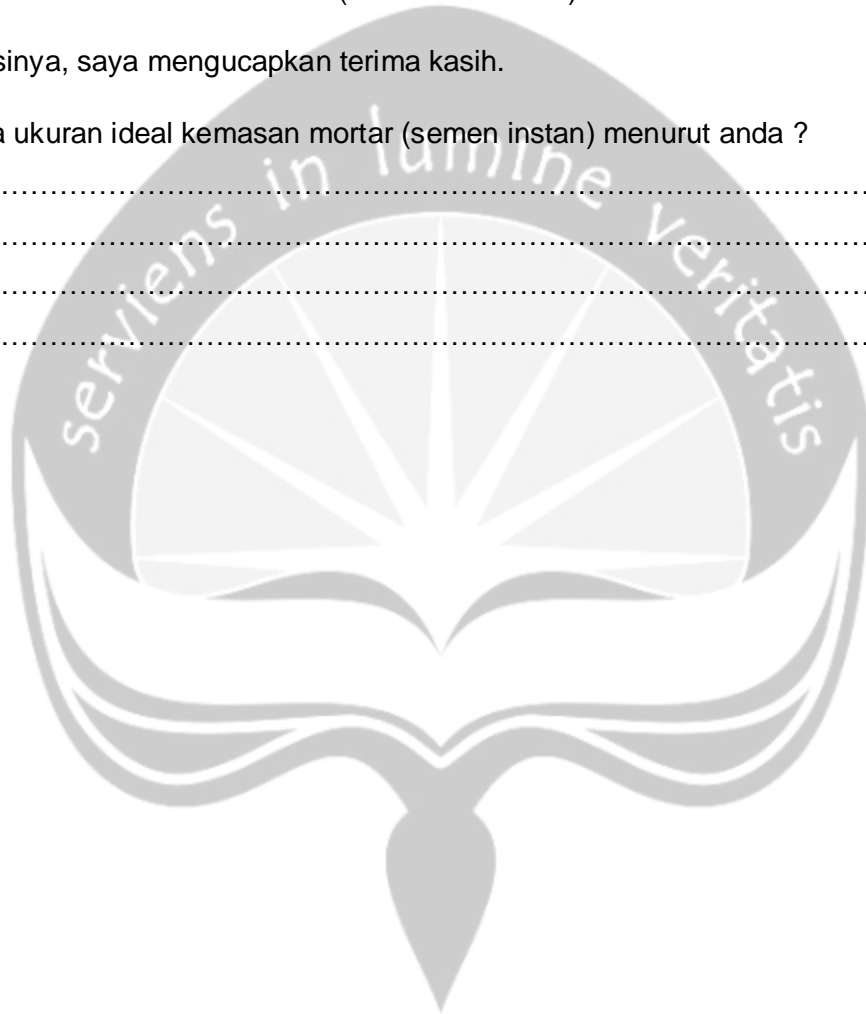 sinya, saya mengucapkan terima kasih.
ukuran ideal kemasan mortar (semen instan) menurut anda ?
……………………………………………………………………………
……………………………………………………………………………
……………………………………………………………………………
……………………………………………………………………………
serviens in lumine veritatis